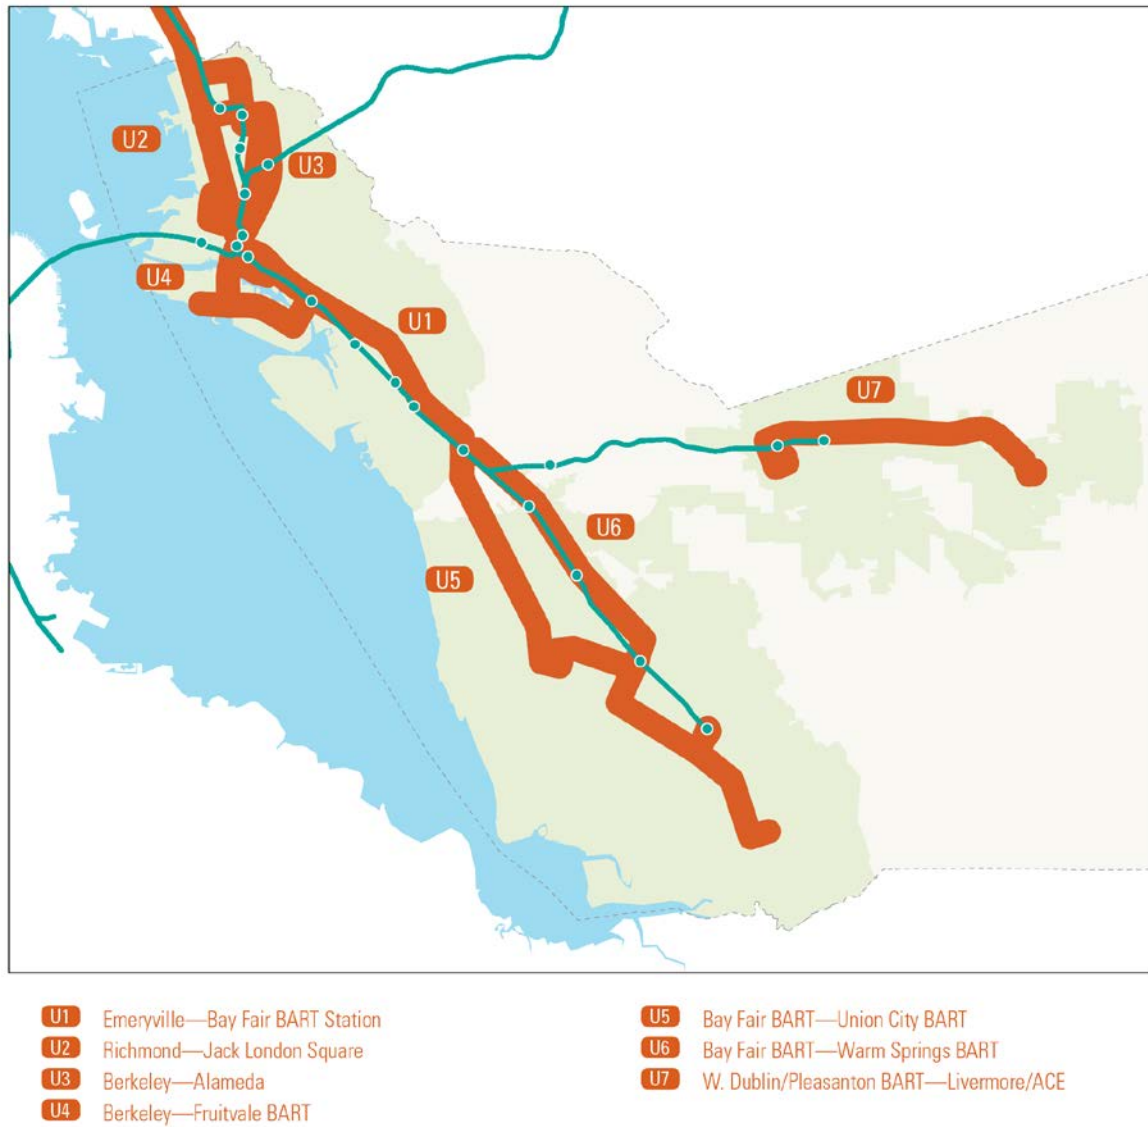 U2
U3
U4
U1
U7
U6
U5
U1 Emeryville—Bay Fair BART Station
U2 Richmond—Jack London Square
U3 Berkeley—Alameda
U4 Berkeley—Fruitvale BART
U5 Bay Fair BART—Union City BART
U6 Bay Fair BART—Warm Springs BART
U7 W. Dublin/Pleasanton BART—Livermore/ACE